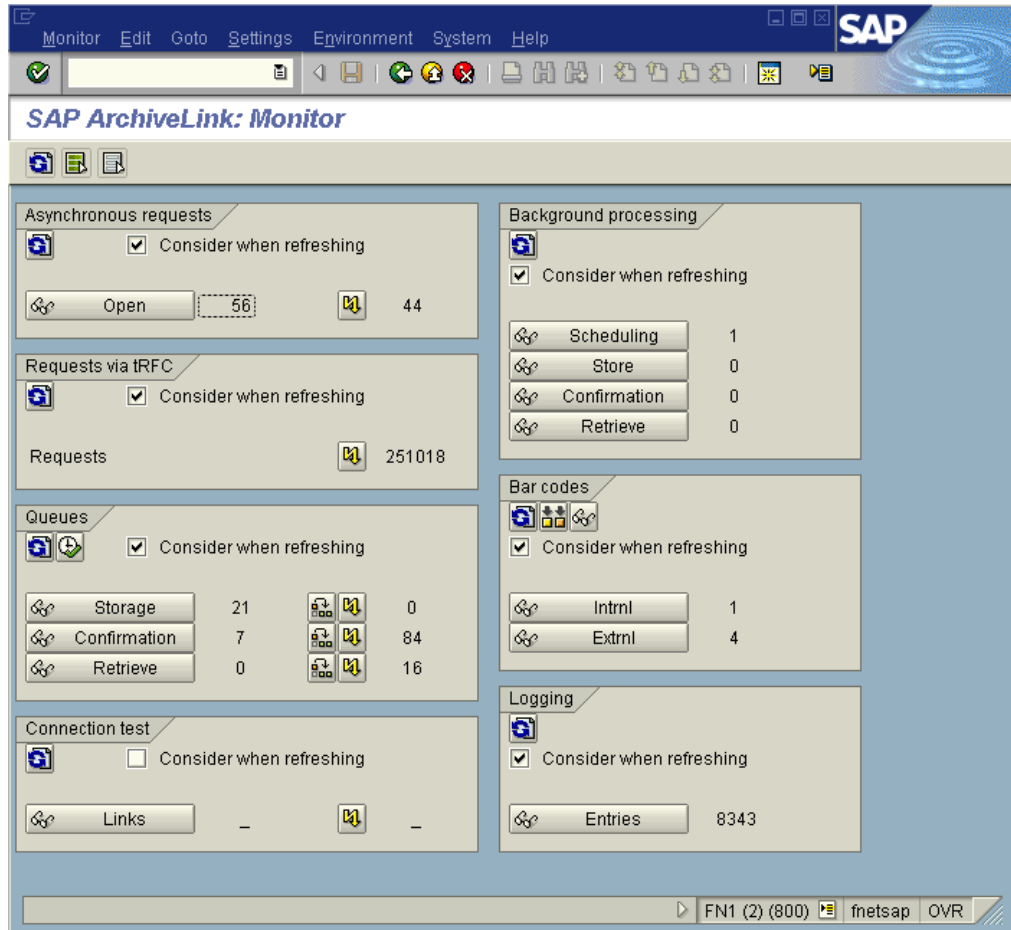 Monitor Edit Goto Settings Environment System Help
SAP
SAP ArchiveLink: Monitor
Asynchronous requests
Consider when refreshing
Open 56 44
Requests via tRFC
Consider when refreshing
Requests 251018
Queues
Consider when refreshing
Storage 21 0
Confirmation 7 84
Retrieve 0 16
Connection test
Consider when refreshing
Links _ _
Background processing
Consider when refreshing
Scheduling 1
Store 0
Confirmation 0
Retrieve 0
Bar codes
Consider when refreshing
Intrnl 1
Extrnl 4
Logging
Consider when refreshing
Entries 8343
FN1 (2) (800) fnetsap OVR